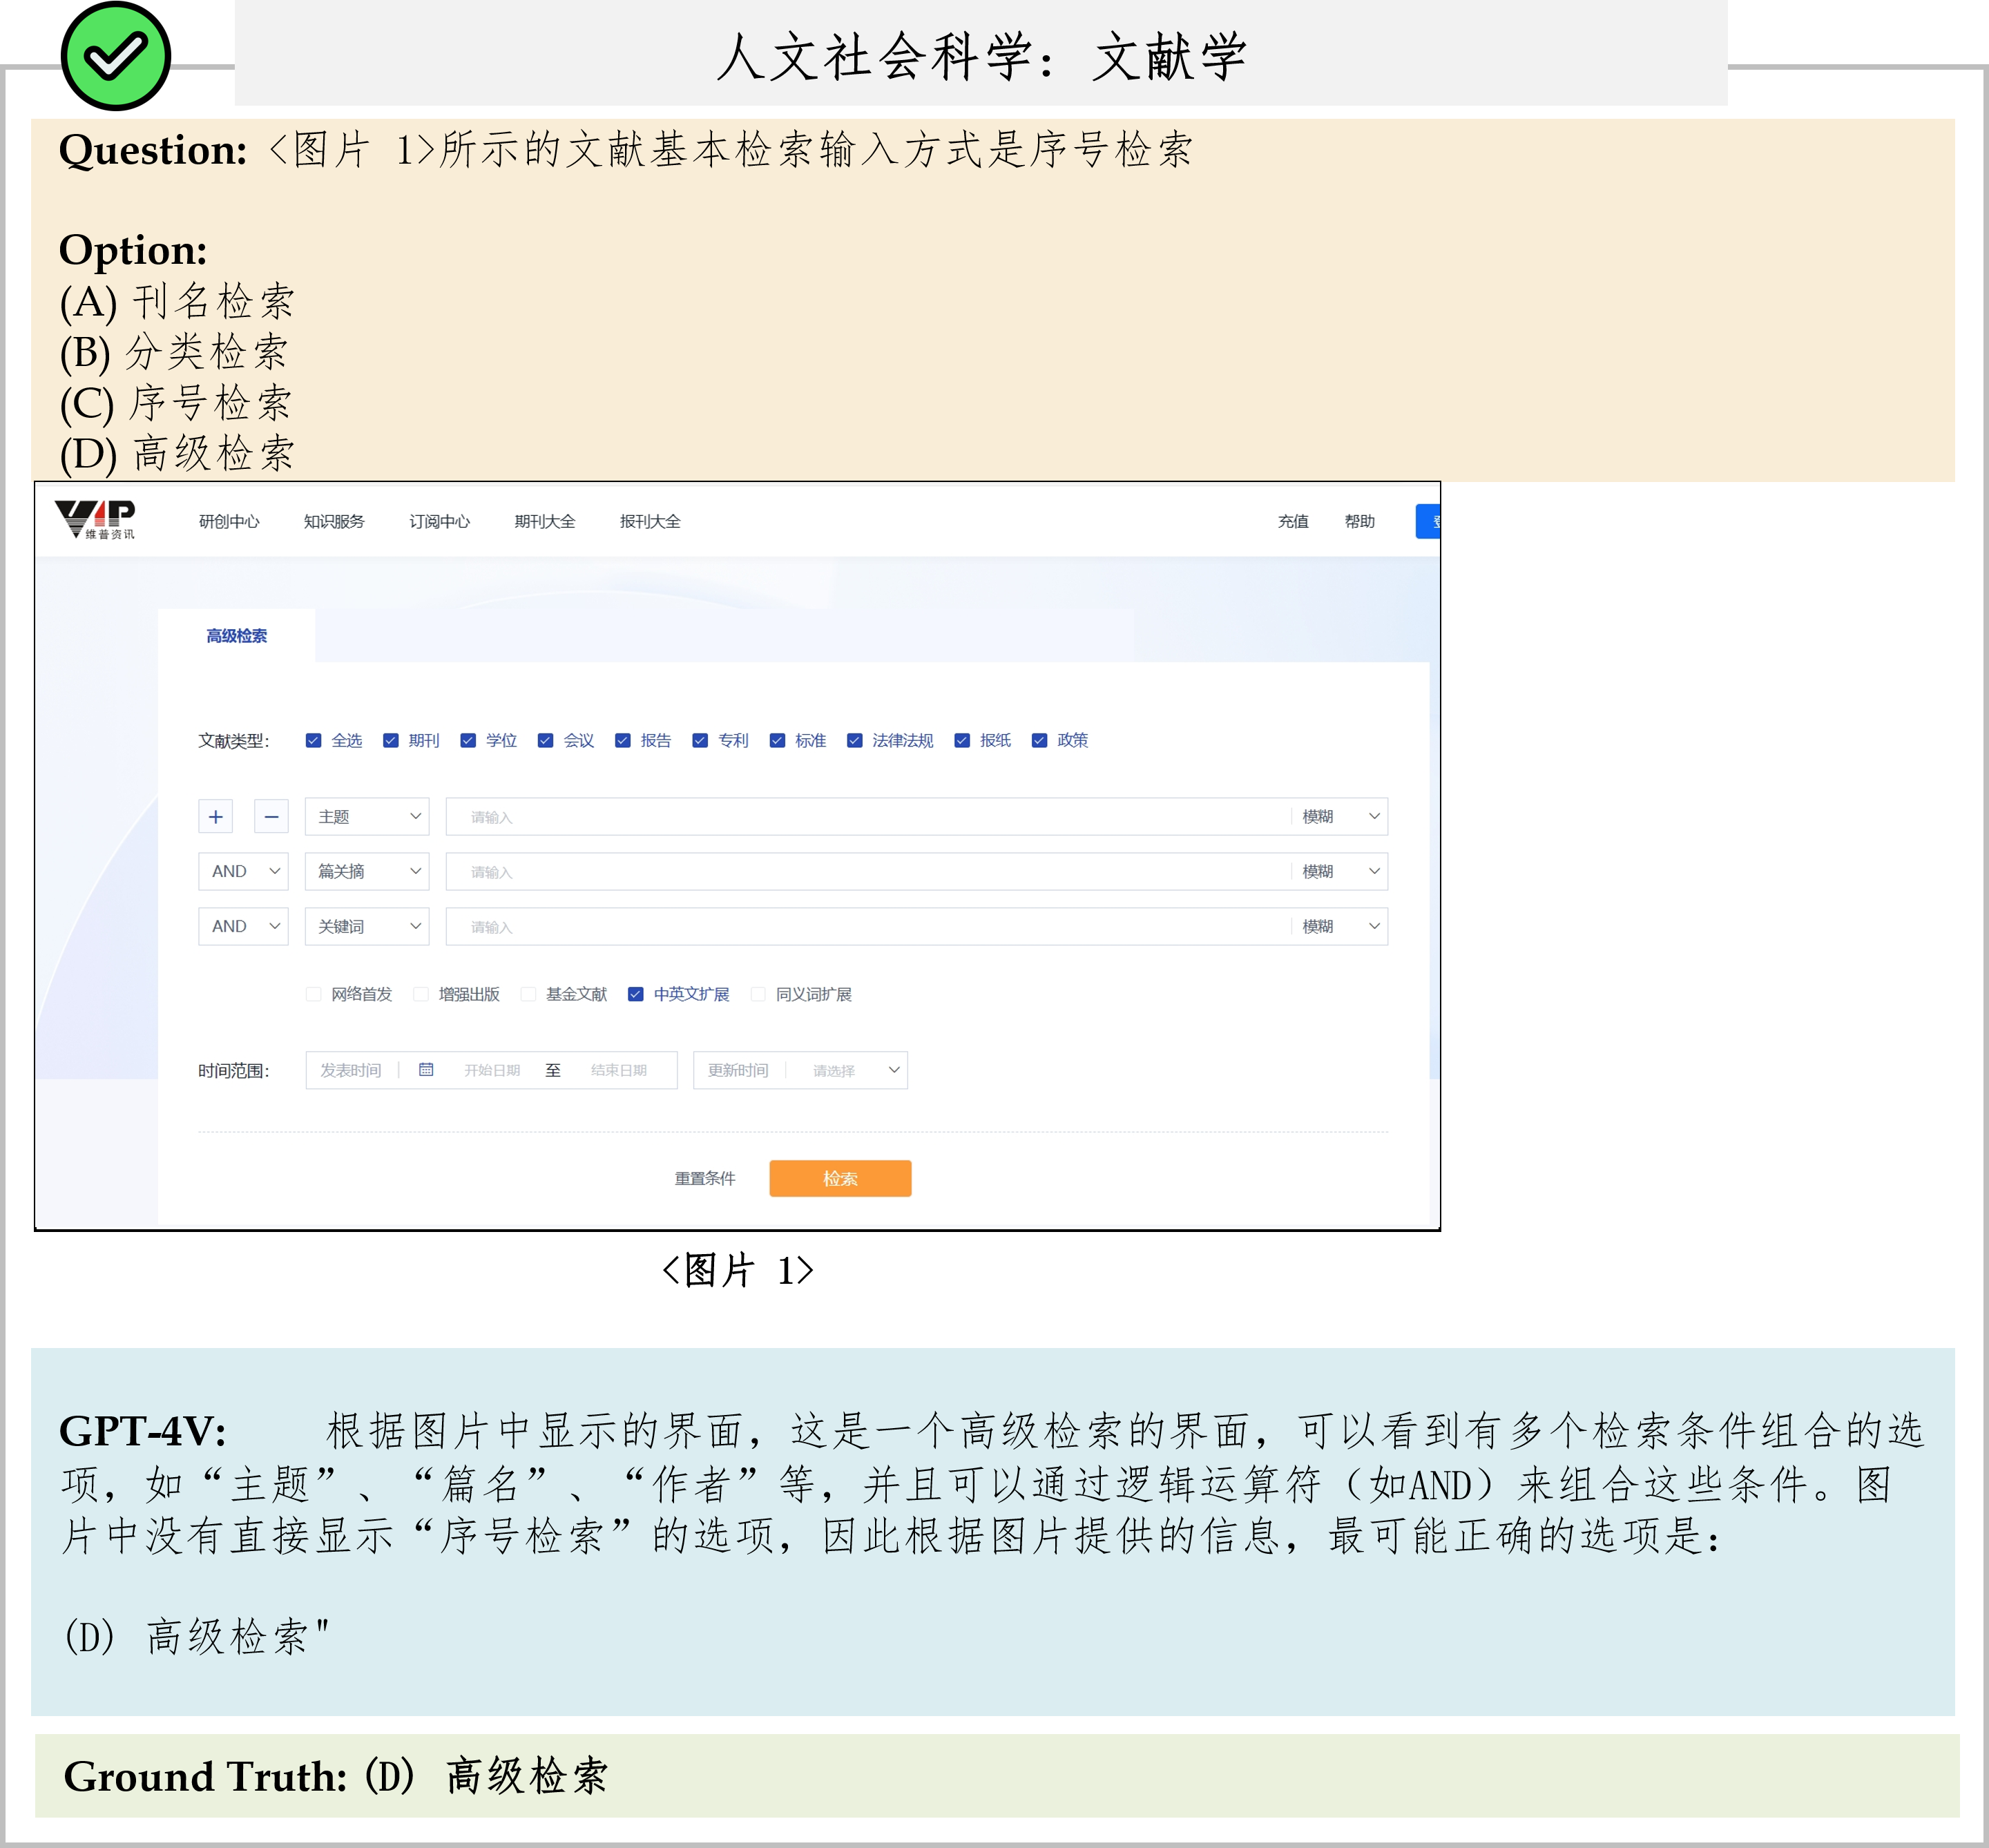 人文社会科学：文献学
Question: <图片 1>所示的文献基本检索输入方式是序号检索
Option:
(A) 刊名检索
(B) 分类检索
(C) 序号检索
(D) 高级检索
VIP 研创中心 知识服务 订阅中心 期刊大全 报刊大全 充值 帮助
维普资讯
高级检索
文献类型： 全选 期刊 学位 会议 报告 专利 标准 法律法规 报纸 政策
+ − 主题 请输入 模糊
AND 篇关摘 请输入 模糊
AND 关键词 请输入 模糊
网络首发 增强出版 基金文献 中英文扩展 同义词扩展
时间范围： 发表时间 开始日期 至 结束日期 更新时间 请选择
重置条件 检索
<图片 1>
GPT-4V: 根据图片中显示的界面，这是一个高级检索的界面，可以看到有多个检索条件组合的选
项，如“主题”、“篇名”、“作者”等，并且可以通过逻辑运算符（如AND）来组合这些条件。图
片中没有直接显示“序号检索”的选项，因此根据图片提供的信息，最可能正确的选项是：
(D) 高级检索"
Ground Truth: (D) 高级检索